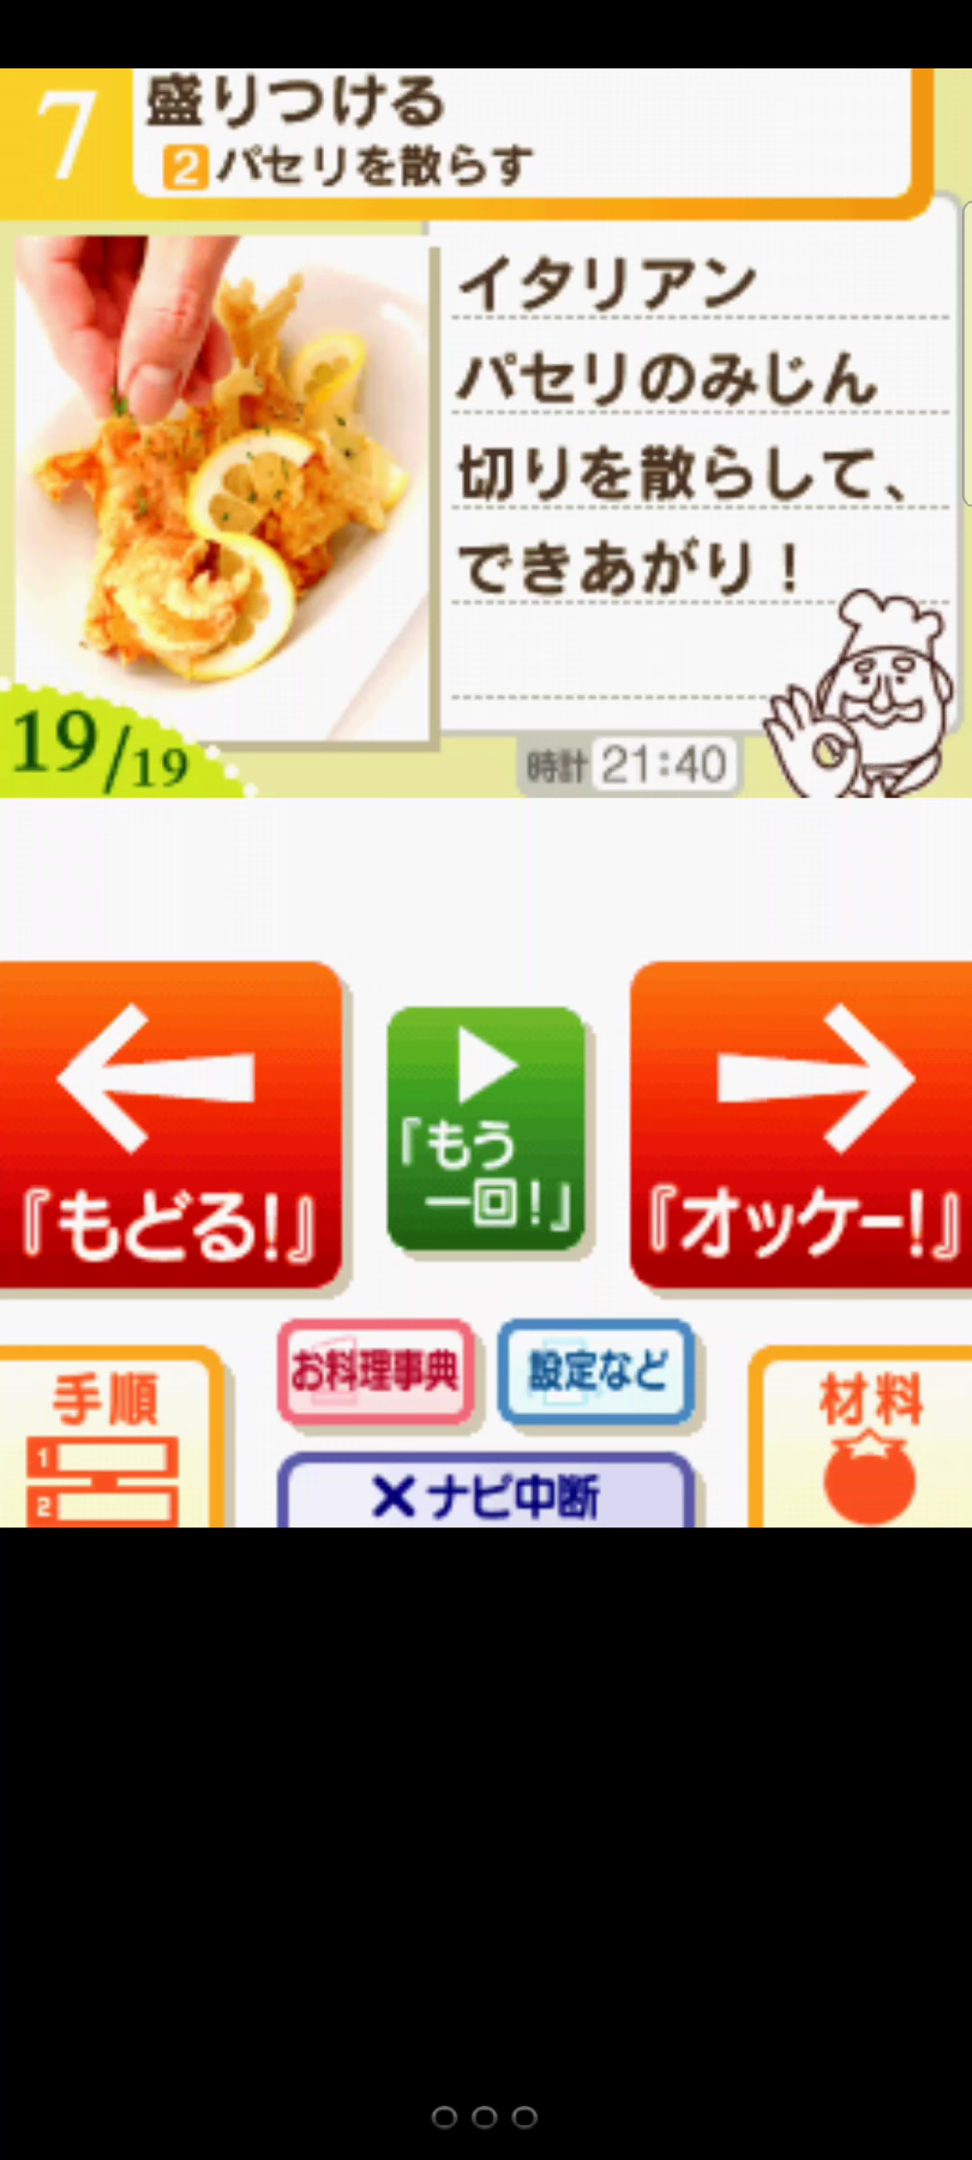 7
盛りつける
2 パセリを散らす
イタリアン
パセリのみじん
切りを散らして、
できあがり！
19/19
時計 21:40
『もどる!』
『もう
一回!』
『オッケー!』
お料理事典
設定など
手順
1
2
×ナビ中断
材料